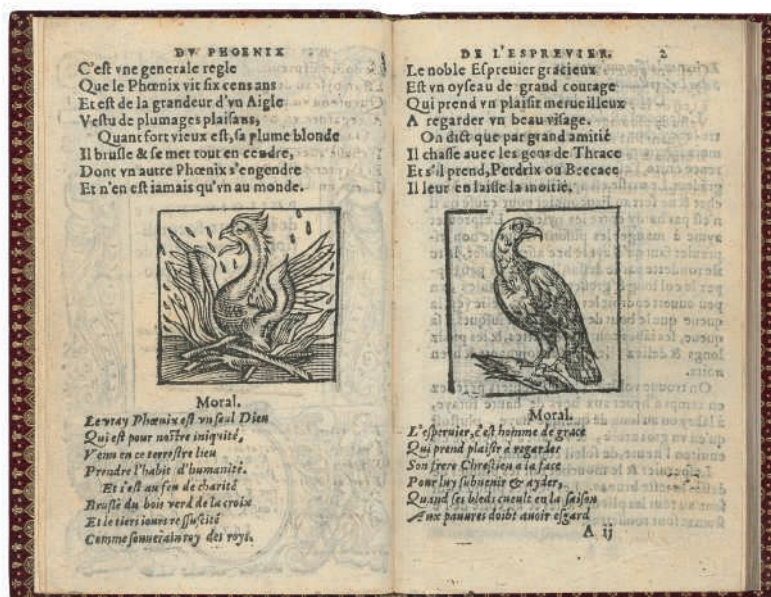 DV PHOENIX
C'eſt vne generale regle
Que le Phœnix vit ſix cens ans
Et eſt de la grandeur d'vn Aigle
Veſtu de plumages plaiſans,
Quant fort vieux eſt, ſa plume blonde
Il bruſle & ſe met tout en cendre,
Dont vn autre Phœnix s'engendre
Et n'en eſt iamais qu'vn au monde.
Moral.
Le vray Phœnix eſt vn ſeul Dieu
Qui eſt pour noſtre iniquité,
Venu en ce terreſtre lieu
Prendre l'habit d'humanité.
Et s'eſt au feu de charité
Bruſlé du bois verd de la croix
Et le tiers iours reſſuſcité
Comme ſouuerain roy des roys.
DE L'ESPREVIER. 2
Le noble Eſpreuier gracieux
Eſt vn oyſeau de grand courage
Qui prend vn plaiſir merueilleux
A regarder vn beau viſage.
On dict que par grand amitié
Il chaſſe auec les gens de Thrace
Et s'il prend, Perdrix ou Beccace
Il leur en laiſſe la moitié.
Moral.
L'eſperuier, c'eſt homme de grace
Qui prend plaiſir a regarder
Son frere Chreſtien a la face
Pour luy ſubuenir & ayder,
Quand ſes bleds cueult en la ſaiſon
Aux pauures doibt auoir eſgard
A ij